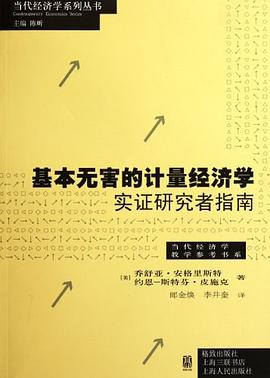 当代经济学系列丛书
Contemporary Economics Series
主编 陈昕
基本无害的计量经济学
实证研究者指南
当代经济学
教学参考书系
[美] 乔舒亚·安格里斯特 著
约恩-斯特芬·皮施克
郎金焕 李井奎 译
格致出版社
上海三联书店
上海人民出版社